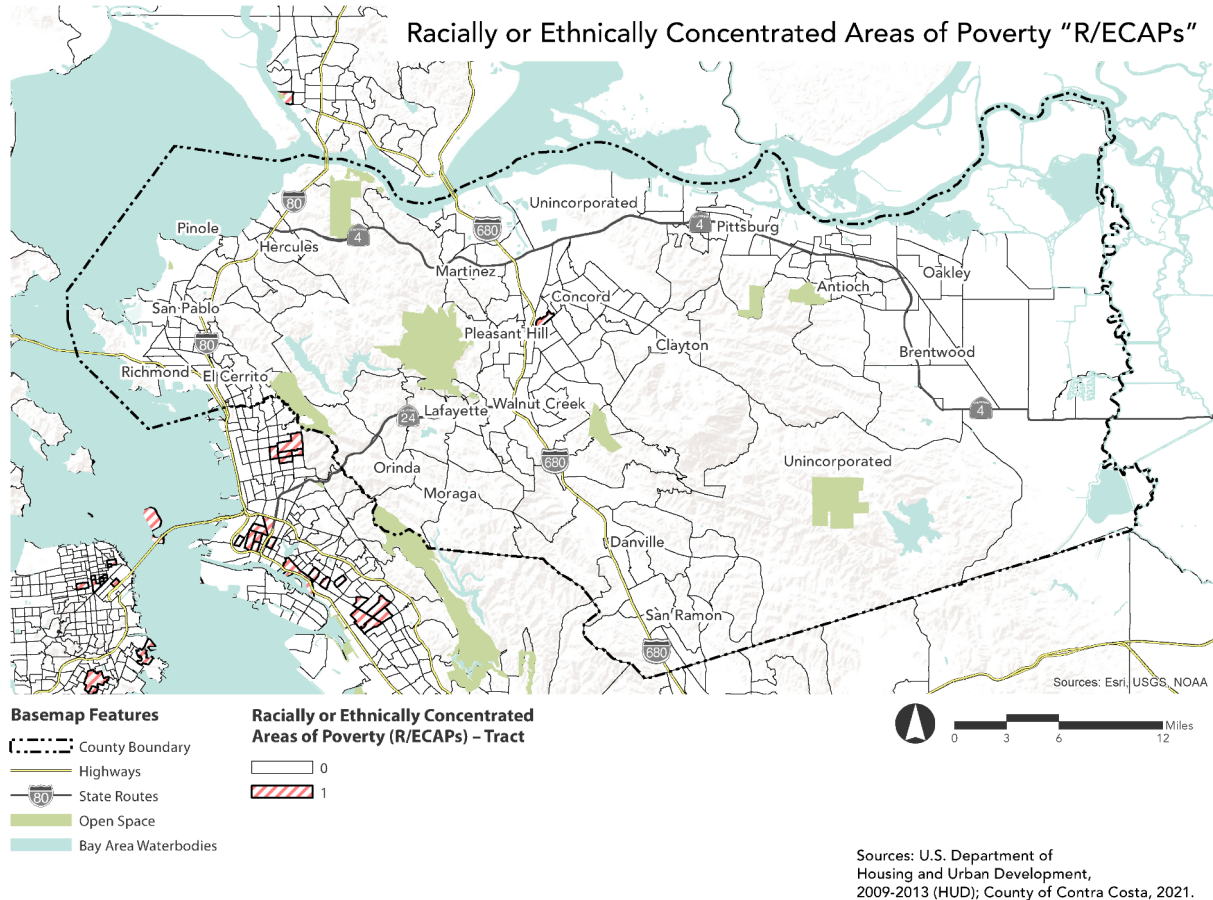 Racially or Ethnically Concentrated Areas of Poverty “R/ECAPs”
Unincorporated
80
Pinole
680
4
Pittsburg
4
Hercules
Martinez
Oakley
Antioch
Concord
San Pablo
Pleasant Hill
80
Clayton
Brentwood
Richmond
El Cerrito
Lafayette
Walnut Creek
24
4
Orinda
680
Unincorporated
Moraga
Danville
San Ramon
680
Sources: Esri, USGS, NOAA
Basemap Features
County Boundary
Highways
80
State Routes
Open Space
Bay Area Waterbodies
Racially or Ethnically Concentrated
Areas of Poverty (R/ECAPs) – Tract
0
1
Miles
0 3 6 12
Sources: U.S. Department of
Housing and Urban Development,
2009-2013 (HUD); County of Contra Costa, 2021.